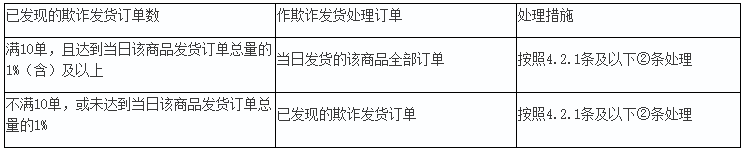 已发现的欺诈发货订单数 作欺诈发货处理订单 处理措施
满10单，且达到当日该商品发货订单总量的
1%（含）及以上
当日发货的该商品全部订单 按照4.2.1条及以下②条处理
不满10单，或未达到当日该商品发货订单总
量的1%
已发现的欺诈发货订单 按照4.2.1条及以下②条处理